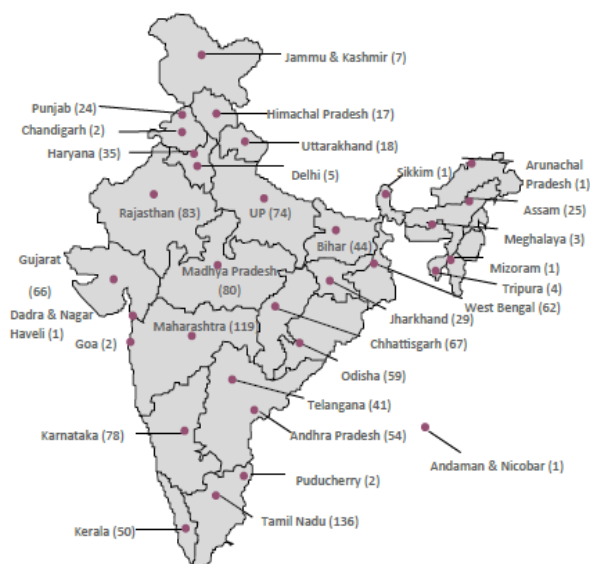 Jammu & Kashmir (7)
Punjab (24)
Himachal Pradesh (17)
Chandigarh (2)
Uttarakhand (18)
Haryana (35)
Delhi (5)
Sikkim (1)
Arunachal
Pradesh (1)
Assam (25)
Rajasthan (83)
UP (74)
Bihar (44)
Meghalaya (3)
Gujarat
(66)
Madhya Pradesh
(80)
Mizoram (1)
Tripura (4)
West Bengal (62)
Dadra & Nagar
Haveli (1)
Jharkhand (29)
Maharashtra (119)
Goa (2)
Chhattisgarh (67)
Odisha (59)
Telangana (41)
Karnataka (78)
Andhra Pradesh (54)
Andaman & Nicobar (1)
Puducherry (2)
Tamil Nadu (136)
Kerala (50)